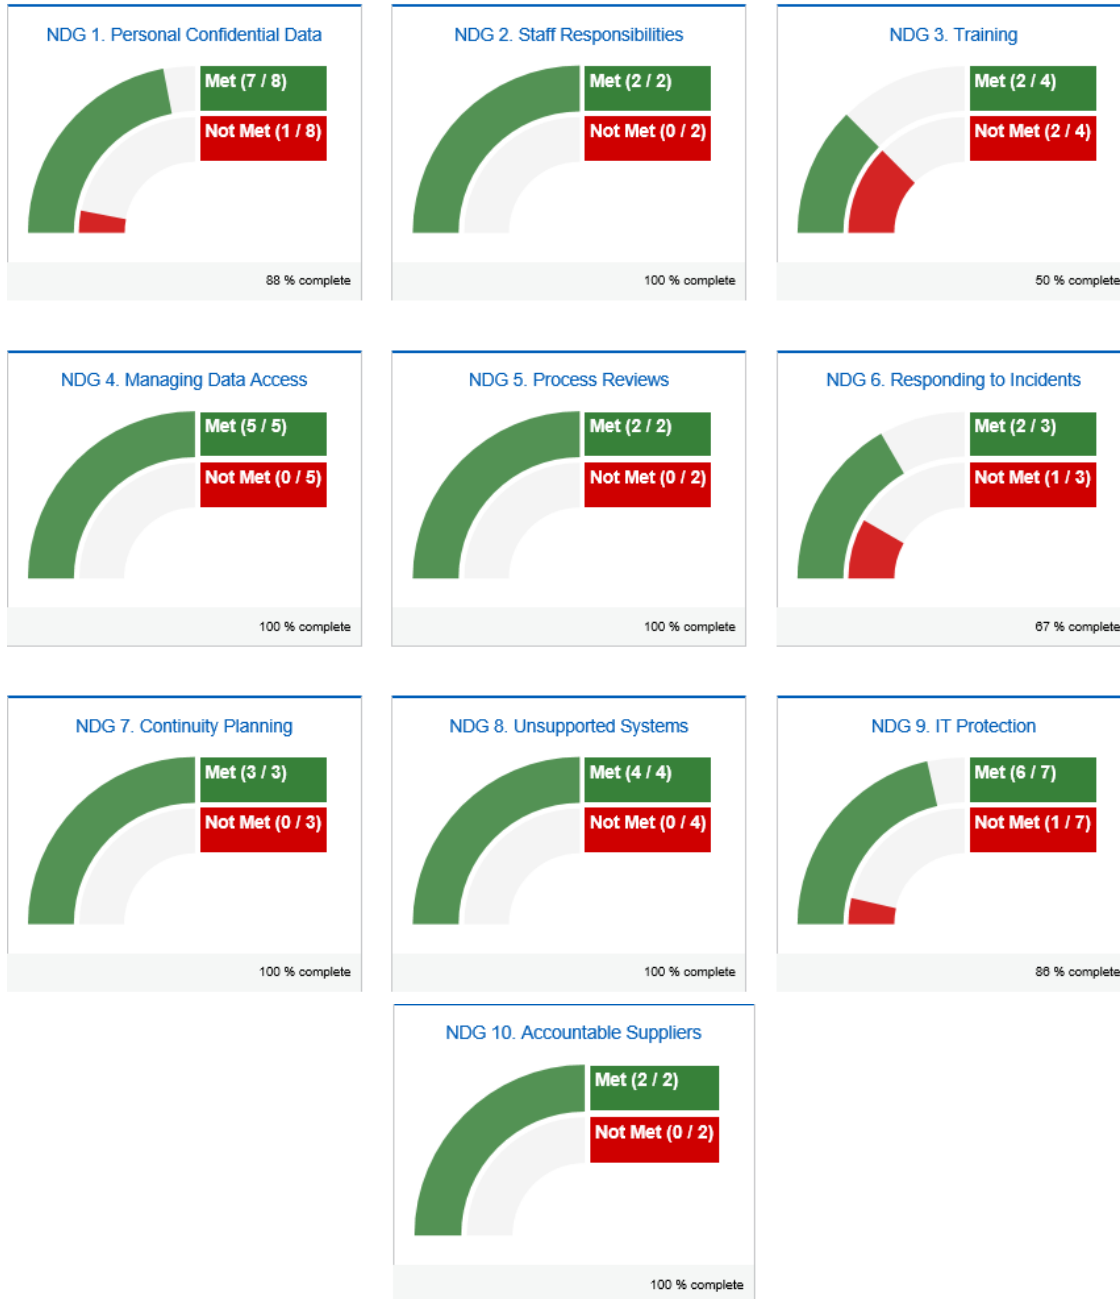 NDG 1. Personal Confidential Data
Met (7 / 8)
Not Met (1 / 8)
88 % complete
NDG 2. Staff Responsibilities
Met (2 / 2)
Not Met (0 / 2)
100 % complete
NDG 3. Training
Met (2 / 4)
Not Met (2 / 4)
50 % complete
NDG 4. Managing Data Access
Met (5 / 5)
Not Met (0 / 5)
100 % complete
NDG 5. Process Reviews
Met (2 / 2)
Not Met (0 / 2)
100 % complete
NDG 6. Responding to Incidents
Met (2 / 3)
Not Met (1 / 3)
67 % complete
NDG 7. Continuity Planning
Met (3 / 3)
Not Met (0 / 3)
100 % complete
NDG 8. Unsupported Systems
Met (4 / 4)
Not Met (0 / 4)
100 % complete
NDG 9. IT Protection
Met (6 / 7)
Not Met (1 / 7)
86 % complete
NDG 10. Accountable Suppliers
Met (2 / 2)
Not Met (0 / 2)
100 % complete